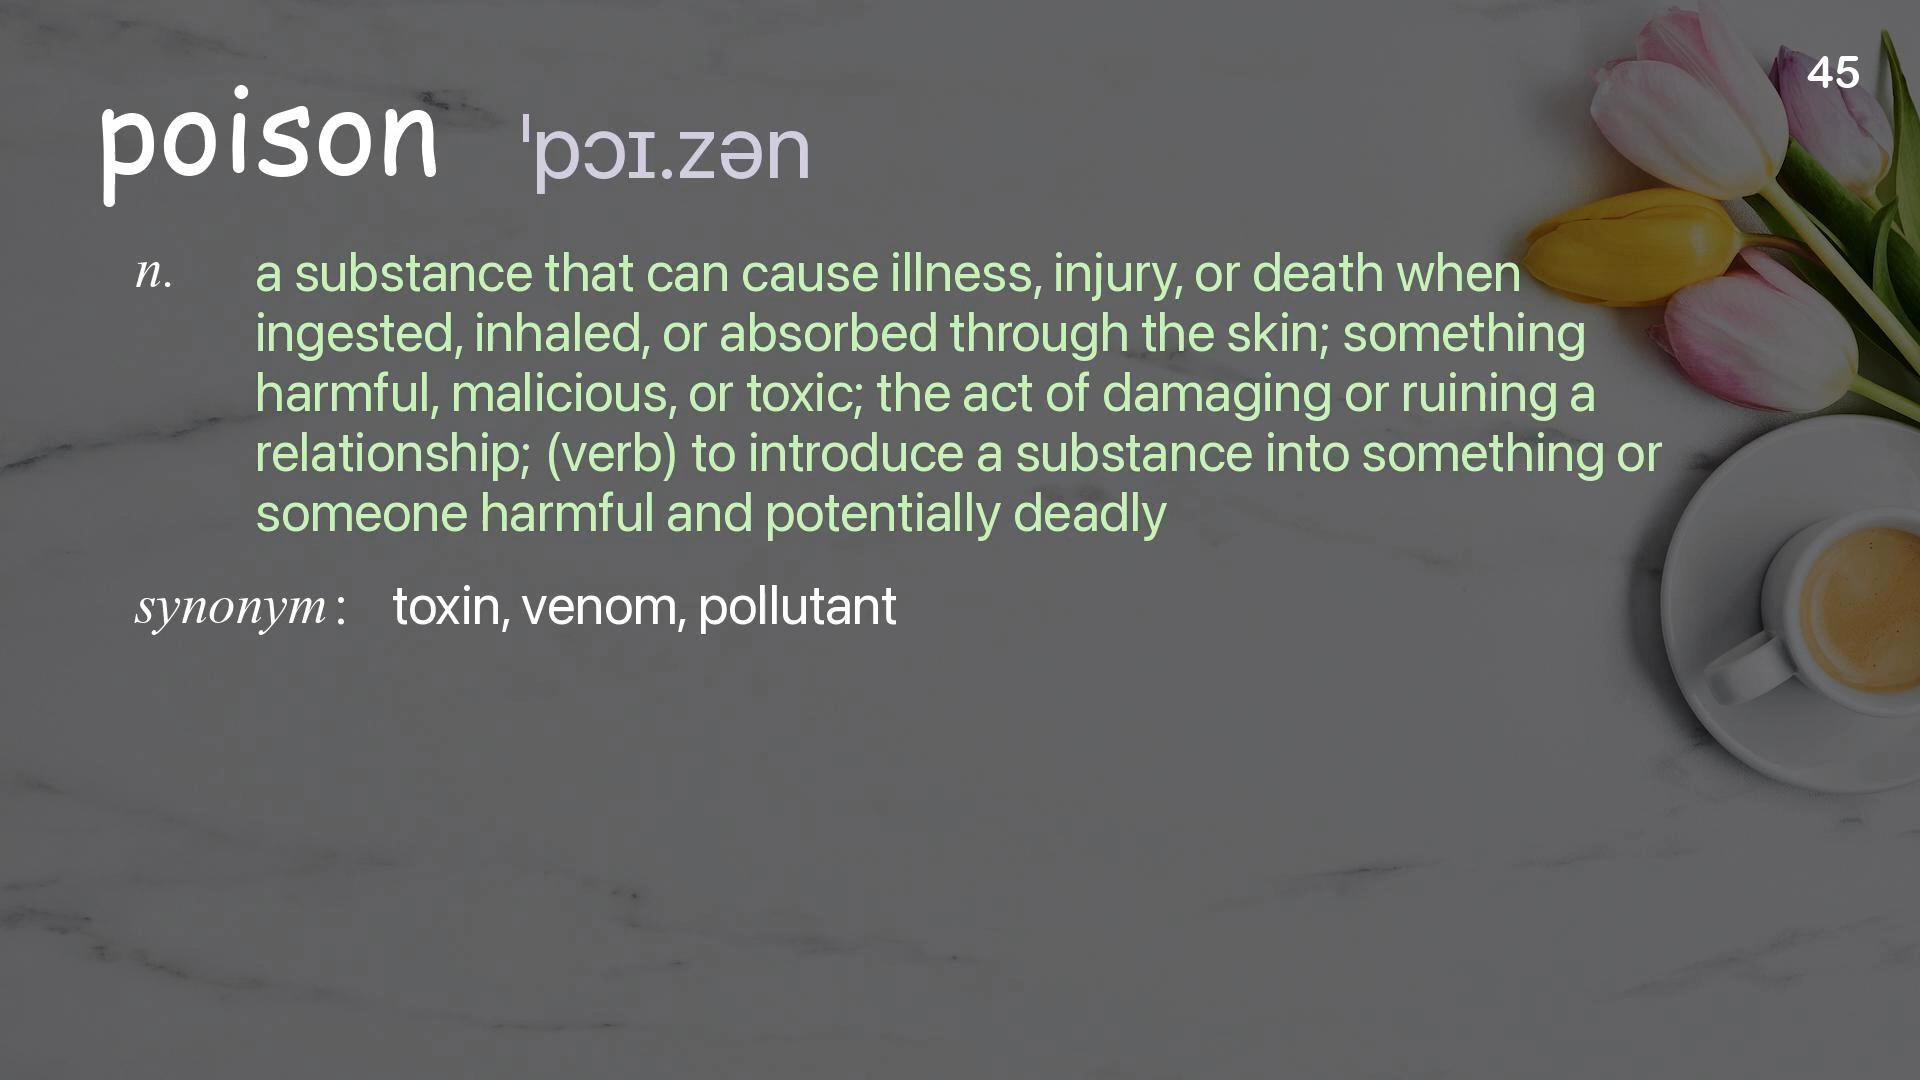 45
poison ˈpɔɪ.zən
n. a substance that can cause illness, injury, or death when
ingested, inhaled, or absorbed through the skin; something
harmful, malicious, or toxic; the act of damaging or ruining a
relationship; (verb) to introduce a substance into something or
someone harmful and potentially deadly
synonym : toxin, venom, pollutant